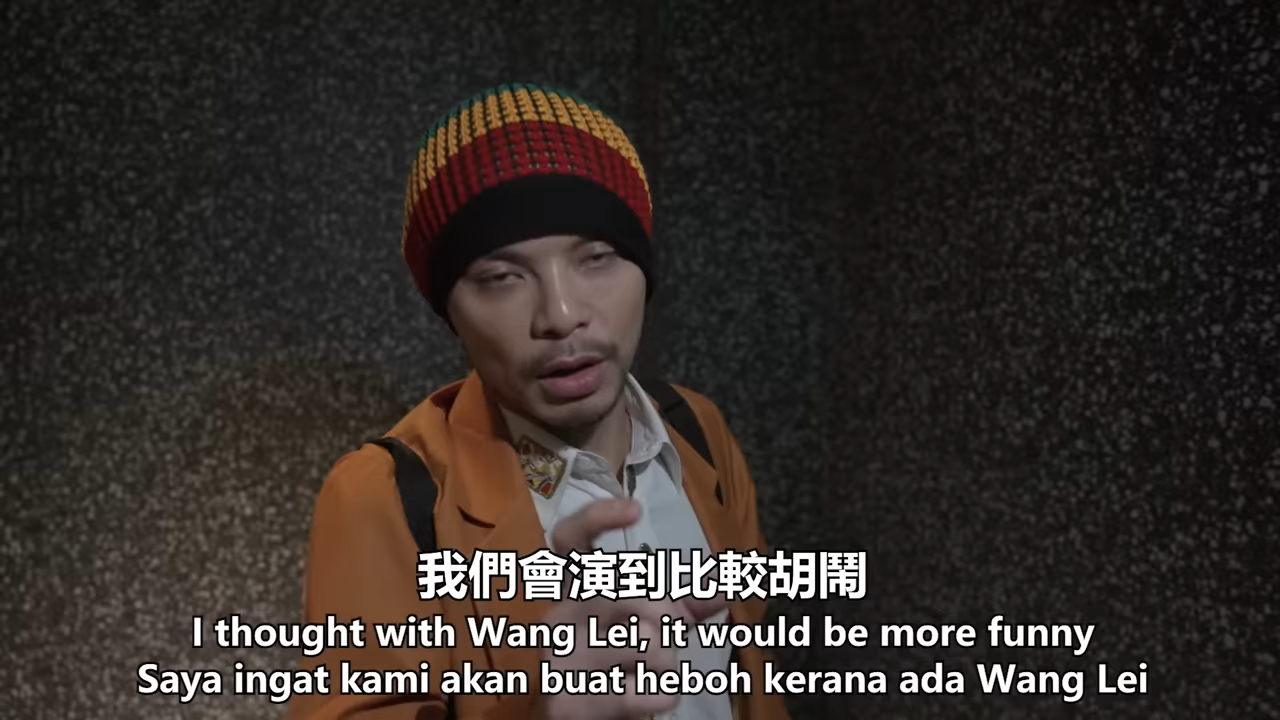 我們會演到比較胡鬧
I thought with Wang Lei, it would be more funny
Saya ingat kami akan buat heboh kerana ada Wang Lei